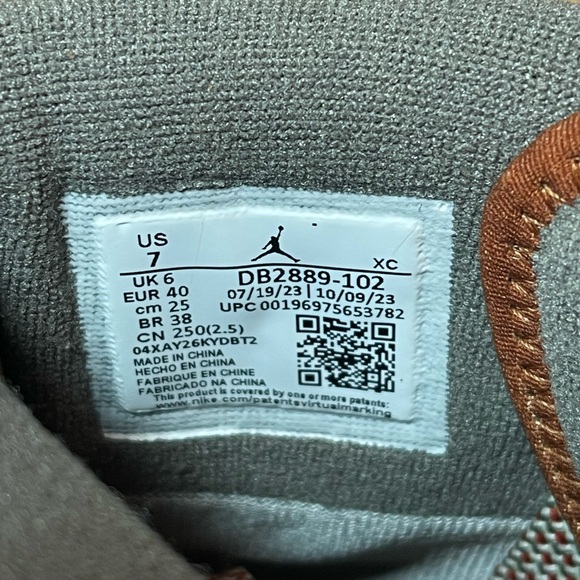 US
7
XC
UK 6
DB2889-102
EUR 40
07/19/23 | 10/09/23
cm 25
UPC 00196975653782
BR 38
CN 250(2.5)
04XAY26KYDBT2
MADE IN CHINA
HECHO EN CHINA
FABRIQUE EN CHINE
FABRICADO NA CHINA
This product is covered by one or more patents:
www.nike.com/patentsvirtualmarking